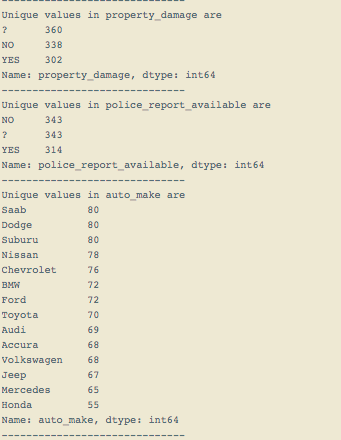 ------------------------------
Unique values in property_damage are
?      360
NO     338
YES    302
Name: property_damage, dtype: int64
------------------------------
Unique values in police_report_available are
NO     343
?      343
YES    314
Name: police_report_available, dtype: int64
------------------------------
Unique values in auto_make are
Saab          80
Dodge         80
Suburu        80
Nissan        78
Chevrolet     76
BMW           72
Ford          72
Toyota        70
Audi          69
Accura        68
Volkswagen    68
Jeep          67
Mercedes      65
Honda         55
Name: auto_make, dtype: int64
------------------------------